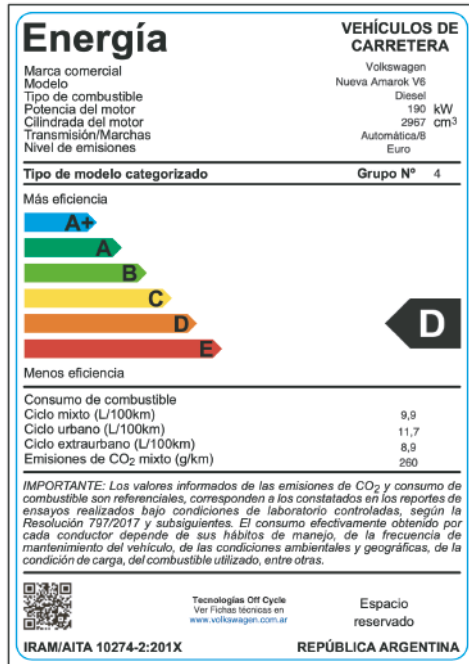 Energía
VEHÍCULOS DE
CARRETERA
Marca comercial Volkswagen
Modelo Nueva Amarok V6
Tipo de combustible Diesel
Potencia del motor 190 kW
Cilindrada del motor 2967 cm³
Transmisión/Marchas Automática/8
Nivel de emisiones Euro
Tipo de modelo categorizado Grupo Nº 4
Más eficiencia
A+
A
B
C
D
E
D
Menos eficiencia
Consumo de combustible
Ciclo mixto (L/100km) 9,9
Ciclo urbano (L/100km) 11,7
Ciclo extraurbano (L/100km) 8,9
Emisiones de CO₂ mixto (g/km) 260
IMPORTANTE: Los valores informados de las emisiones de CO₂ y consumo de
combustible son referenciales, corresponden a los constatados en los reportes de
ensayos realizados bajo condiciones de laboratorio controladas, según la
Resolución 797/2017 y subsiguientes. El consumo efectivamente obtenido por
cada conductor depende de sus hábitos de manejo, de la frecuencia de
mantenimiento del vehículo, de las condiciones ambientales y geográficas, de la
condición de carga, del combustible utilizado, entre otras.
Tecnologías Off Cycle
Ver Fichas técnicas en
www.volkswagen.com.ar
Espacio
reservado
IRAM/AITA 10274-2:201X REPÚBLICA ARGENTINA